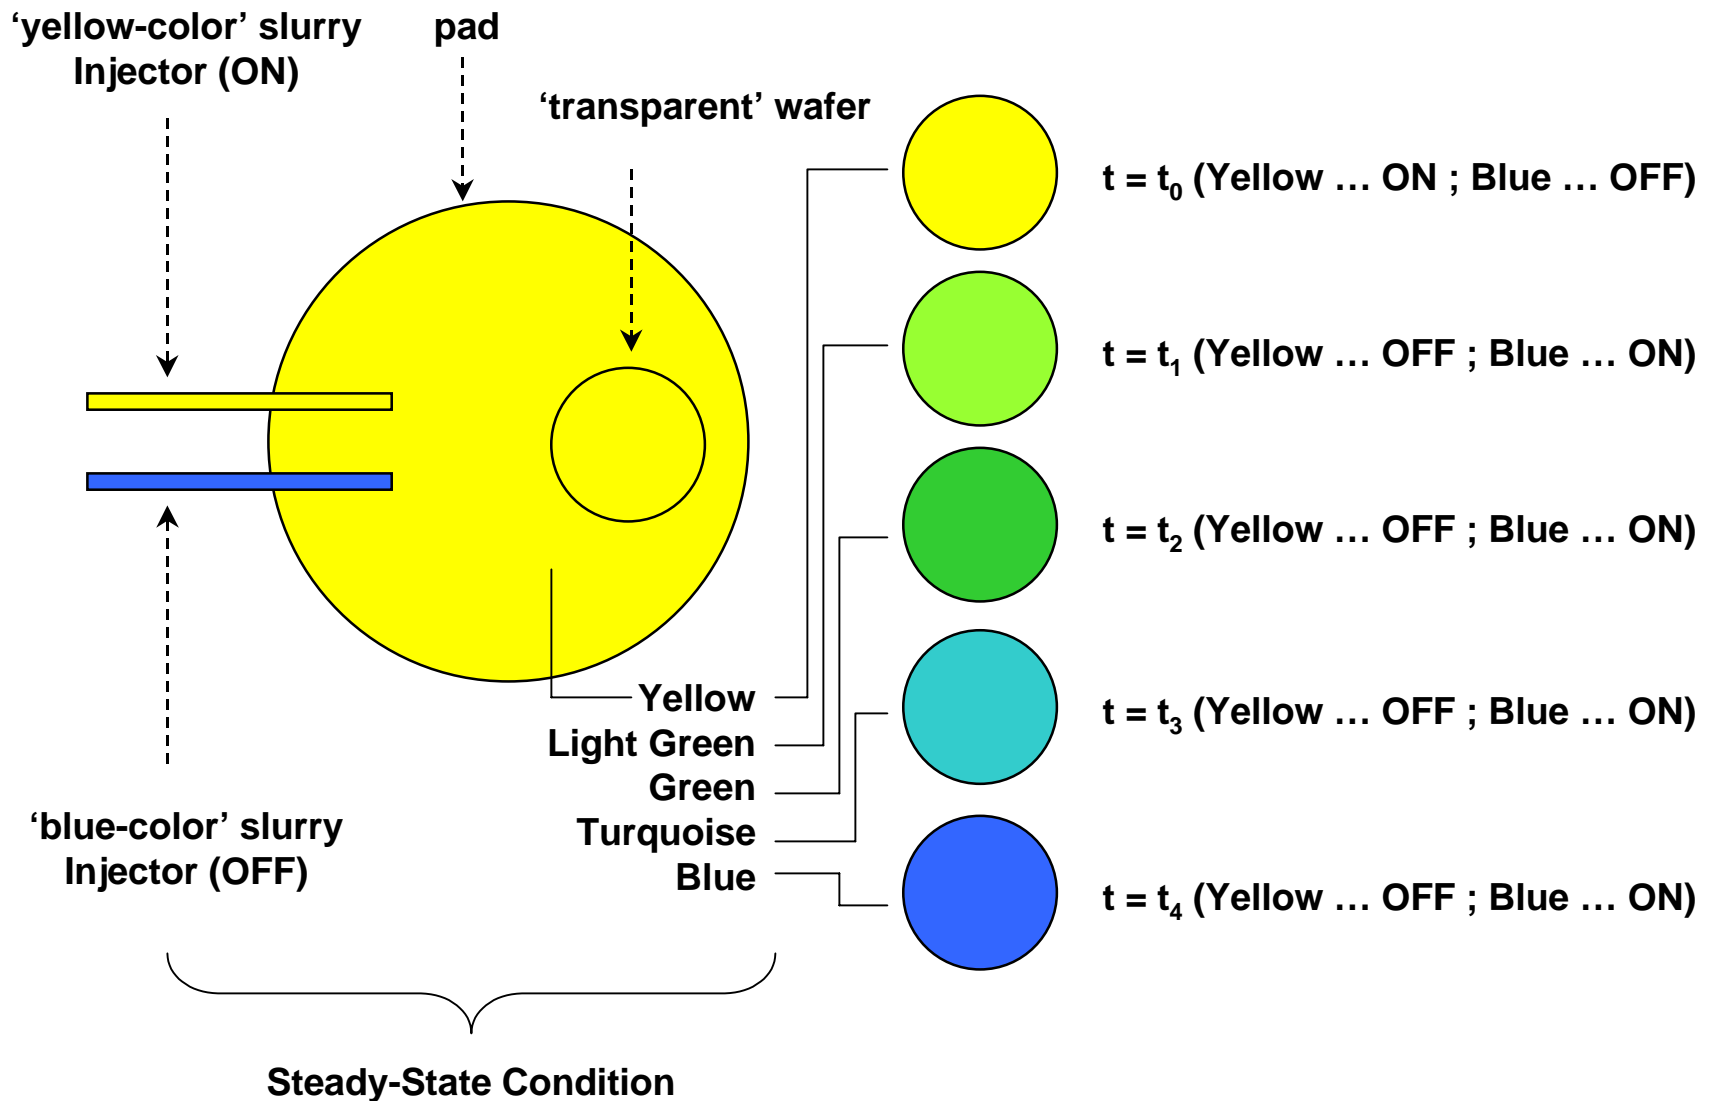 ‘yellow-color’ slurry
Injector (ON)
pad
‘transparent’ wafer
t = t₀ (Yellow … ON ; Blue … OFF)
t = t₁ (Yellow … OFF ; Blue … ON)
t = t₂ (Yellow … OFF ; Blue … ON)
t = t₃ (Yellow … OFF ; Blue … ON)
t = t₄ (Yellow … OFF ; Blue … ON)
Yellow
Light Green
Green
Turquoise
Blue
‘blue-color’ slurry
Injector (OFF)
Steady-State Condition